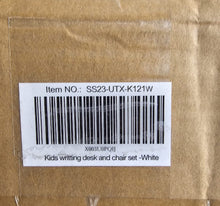 Item NO.: SS23-UTX-K121W
Kids writting desk and chair set -White